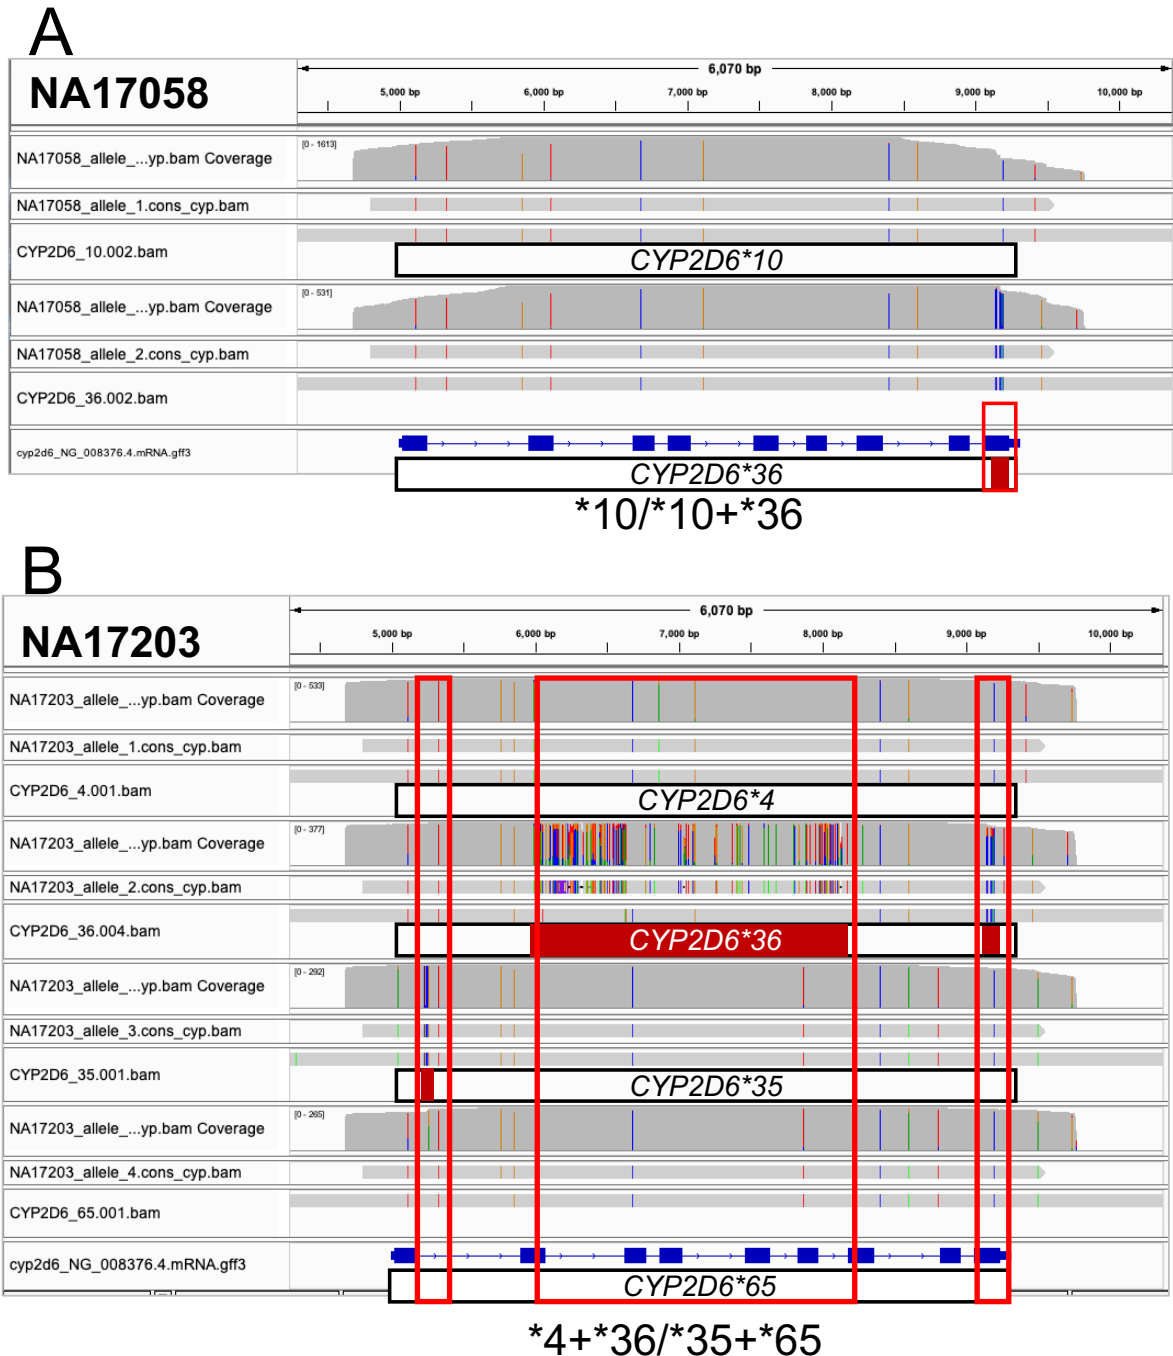 A
NA17058
6,070 bp
5,000 bp 6,000 bp 7,000 bp 8,000 bp 9,000 bp 10,000 bp
NA17058_allele_...yp.bam Coverage
[0 - 1613]
NA17058_allele_1.cons_cyp.bam
CYP2D6_10.002.bam
CYP2D6*10
NA17058_allele_...yp.bam Coverage
[0 - 531]
NA17058_allele_2.cons_cyp.bam
CYP2D6_36.002.bam
cyp2d6_NG_008376.4.mRNA.gff3
CYP2D6*36
*10/*10+*36
B
NA17203
6,070 bp
5,000 bp 6,000 bp 7,000 bp 8,000 bp 9,000 bp 10,000 bp
NA17203_allele_...yp.bam Coverage
[0 - 533]
NA17203_allele_1.cons_cyp.bam
CYP2D6_4.001.bam
CYP2D6*4
NA17203_allele_...yp.bam Coverage
[0 - 377]
NA17203_allele_2.cons_cyp.bam
CYP2D6_36.004.bam
CYP2D6*36
NA17203_allele_...yp.bam Coverage
[0 - 292]
NA17203_allele_3.cons_cyp.bam
CYP2D6_35.001.bam
CYP2D6*35
NA17203_allele_...yp.bam Coverage
[0 - 265]
NA17203_allele_4.cons_cyp.bam
CYP2D6_65.001.bam
cyp2d6_NG_008376.4.mRNA.gff3
CYP2D6*65
*4+*36/*35+*65